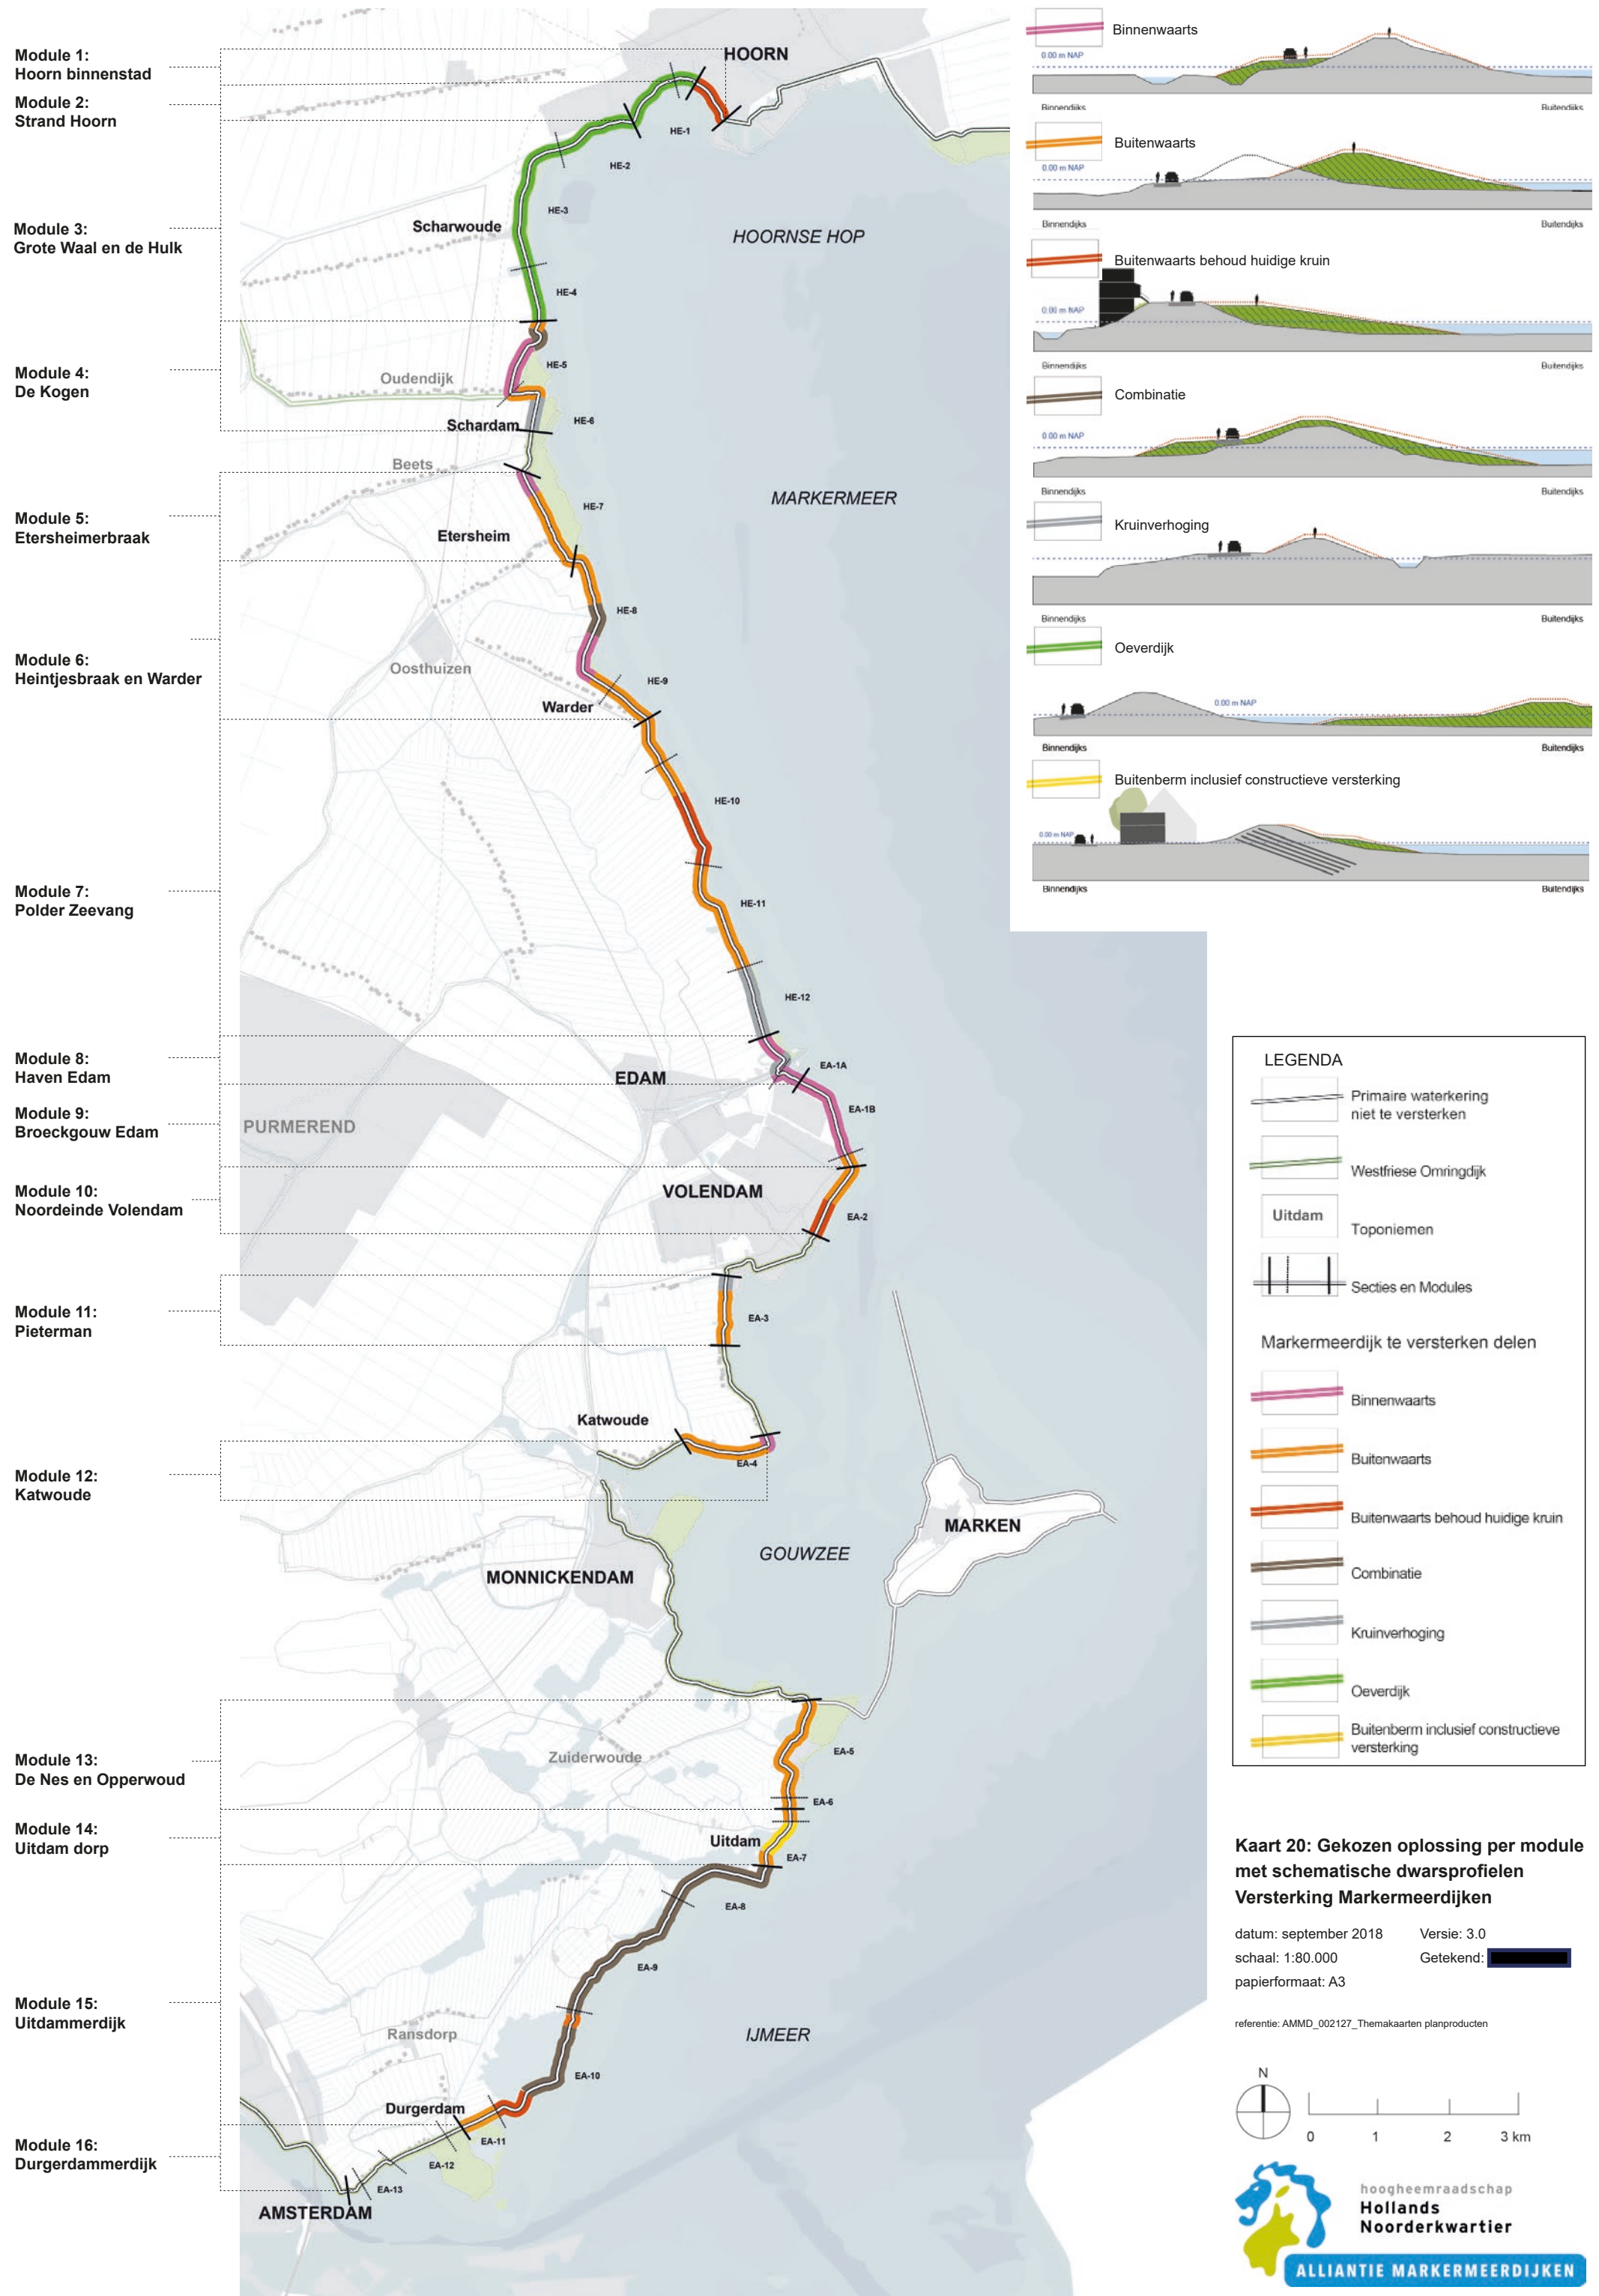 Module 1:
Hoorn binnenstad
Module 2:
Strand Hoorn
Module 3:
Grote Waal en de Hulk
Module 4:
De Kogen
Module 5:
Etersheimerbraak
Module 6:
Heintjesbraak en Warder
Module 7:
Polder Zeevang
Module 8:
Haven Edam
Module 9:
Broeckgouw Edam
Module 10:
Noordeinde Volendam
Module 11:
Pieterman
Module 12:
Katwoude
Module 13:
De Nes en Opperwoud
Module 14:
Uitdam dorp
Module 15:
Uitdammerdijk
Module 16:
Durgerdammerdijk
HOORN
HE-1
HE-2
HE-3
Scharwoude
HOORNSE HOP
HE-4
HE-5
Oudendijk
HE-6
Schardam
Beets
MARKERMEER
HE-7
Etersheim
HE-8
Oosthuizen
HE-9
Warder
HE-10
HE-11
HE-12
EA-1A
EDAM
EA-1B
PURMEREND
VOLENDAM
EA-2
EA-3
Katwoude
EA-4
MARKEN
GOUWZEE
MONNICKENDAM
EA-5
Zuiderwoude
EA-6
Uitdam
EA-7
EA-8
EA-9
Ransdorp
IJMEER
EA-10
Durgerdam
EA-11
EA-12
EA-13
AMSTERDAM
Binnenwaarts
0.00 m NAP
Binnendijks
Buitendijks
Buitenwaarts
0.00 m NAP
Binnendijks
Buitendijks
Buitenwaarts behoud huidige kruin
0.00 m NAP
Binnendijks
Buitendijks
Combinatie
0.00 m NAP
Binnendijks
Buitendijks
Kruinverhoging
Binnendijks
Buitendijks
Oeverdijk
0.00 m NAP
Binnendijks
Buitendijks
Buitenberm inclusief constructieve versterking
0.00 m NAP
Binnendijks
Buitendijks
LEGENDA
Primaire waterkering
niet te versterken
Westfriese Omringdijk
Uitdam
Toponiemen
Secties en Modules
Markermeerdijk te versterken delen
Binnenwaarts
Buitenwaarts
Buitenwaarts behoud huidige kruin
Combinatie
Kruinverhoging
Oeverdijk
Buitenberm inclusief constructieve
versterking
Kaart 20: Gekozen oplossing per module
met schematische dwarsprofielen
Versterking Markermeerdijken
datum: september 2018 Versie: 3.0
schaal: 1:80.000 Getekend:
papierformaat: A3
referentie: AMMD_002127_Themakaarten planproducten
N
0 1 2 3 km
hoogheemraadschap
Hollands
Noorderkwartier
ALLIANTIE MARKERMEERDIJKEN